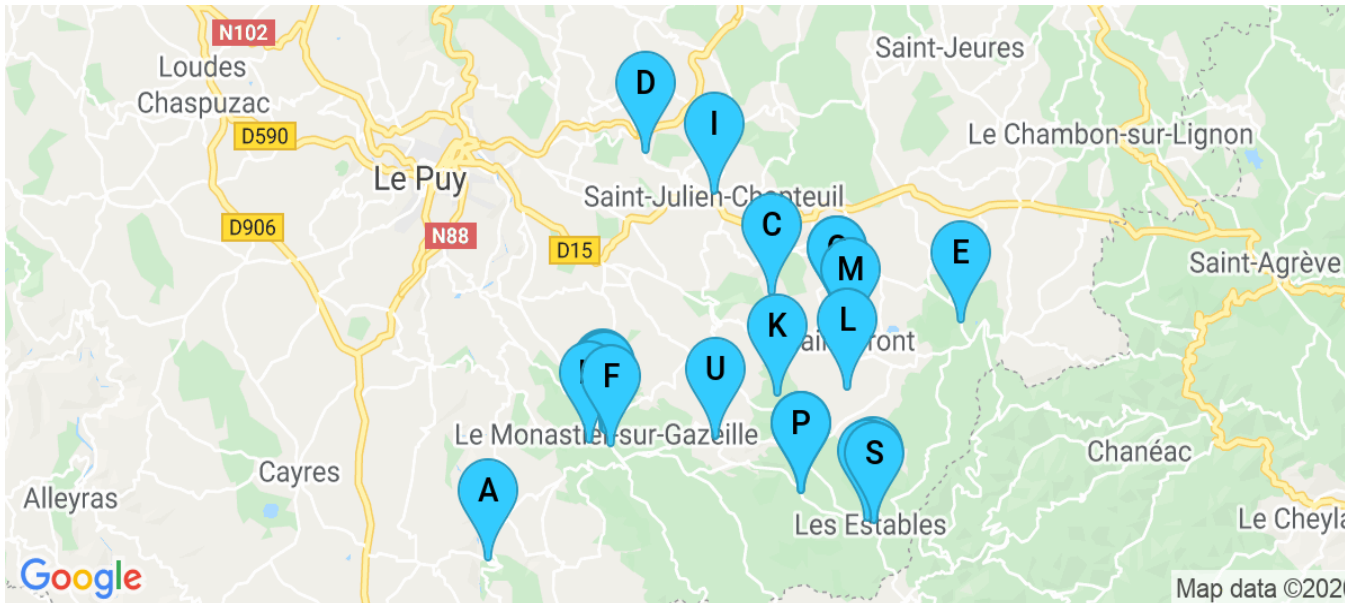 N102
Saint-Jeures
Loudes
Chaspuzac
D
I
D590
Le Chambon-sur-Lignon
Le Puy
Saint-Julien-Chapteuil
D906
N88
D15
C
M
E
Saint-Agrève
K
L
U
F
P
Le Monastier-sur-Gazeille
S
Chanéac
Cayres
Alleyras
A
Les Estables
Le Cheyla
Google
Map data ©2020